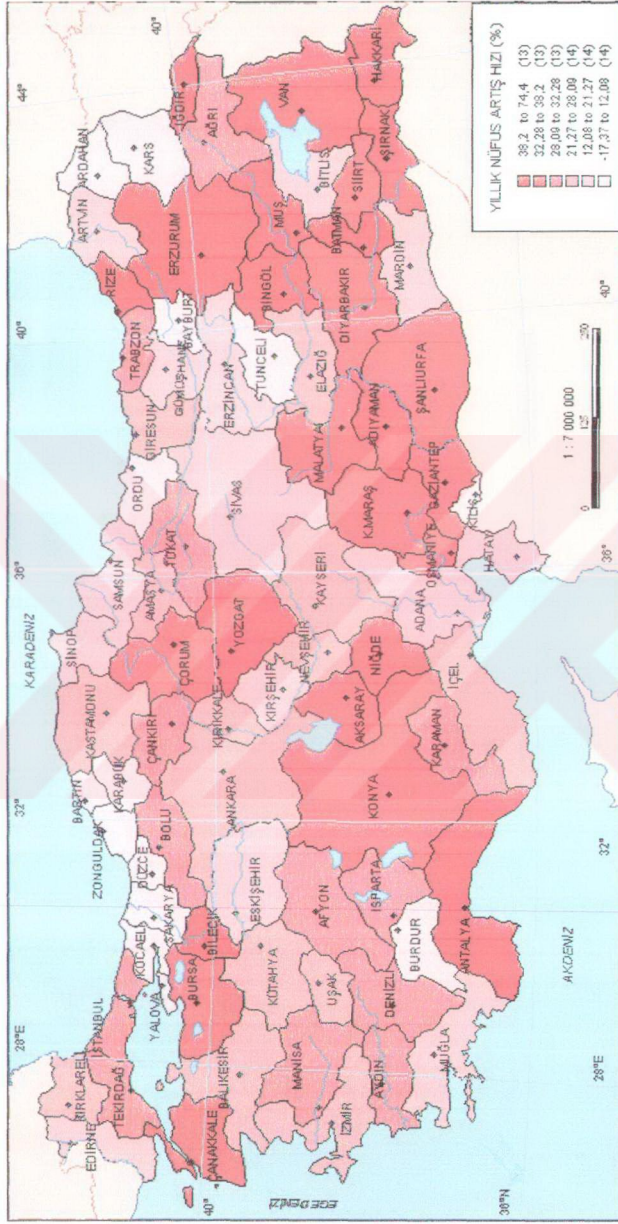 KARADENİZ
AKDENİZ
EGE DENİZİ
28°E
32°
36°
40°
44°
40°
36°N
28°E
32°
36°
40°
EDİRNE
KIRKLARELİ
TEKİRDAĞ
İSTANBUL
KOCAELİ
YALOVA
SAKARYA
DÜZCE
ZONGULDAK
BARTIN
KARABÜK
KASTAMONU
SİNOP
SAMSUN
ORDU
GİRESUN
TRABZON
RİZE
ARTVİN
ARDAHAN
KARS
IĞDIR
AĞRI
ERZURUM
BAYBURT
GÜMÜŞHANE
ERZİNCAN
TUNCELİ
BİNGÖL
MUŞ
BİTLİS
VAN
HAKKARİ
ŞIRNAK
SİİRT
BATMAN
DİYARBAKIR
MARDİN
ŞANLIURFA
ADIYAMAN
MALATYA
ELAZIĞ
SİVAS
TOKAT
AMASYA
ÇORUM
ÇANKIRI
BOLU
BİLECİK
BURSA
ÇANAKKALE
BALIKESİR
KÜTAHYA
ESKİŞEHİR
ANKARA
KIRIKKALE
YOZGAT
KIRŞEHİR
NEVŞEHİR
KAYSERİ
K.MARAŞ
GAZİANTEP
KİLİS
OSMANİYE
HATAY
ADANA
NİĞDE
AKSARAY
KONYA
KARAMAN
İÇEL
ANTALYA
ISPARTA
BURDUR
AFYON
UŞAK
DENİZLİ
MANİSA
İZMİR
AYDIN
MUĞLA
1 : 7 000 000
0 125 250
YILLIK NÜFUS ARTIŞ HIZI (%)
38,2 to 74,4 (13)
32,28 to 38,2 (13)
28,09 to 32,28 (13)
21,27 to 28,09 (14)
12,08 to 21,27 (14)
-17,37 to 12,08 (14)